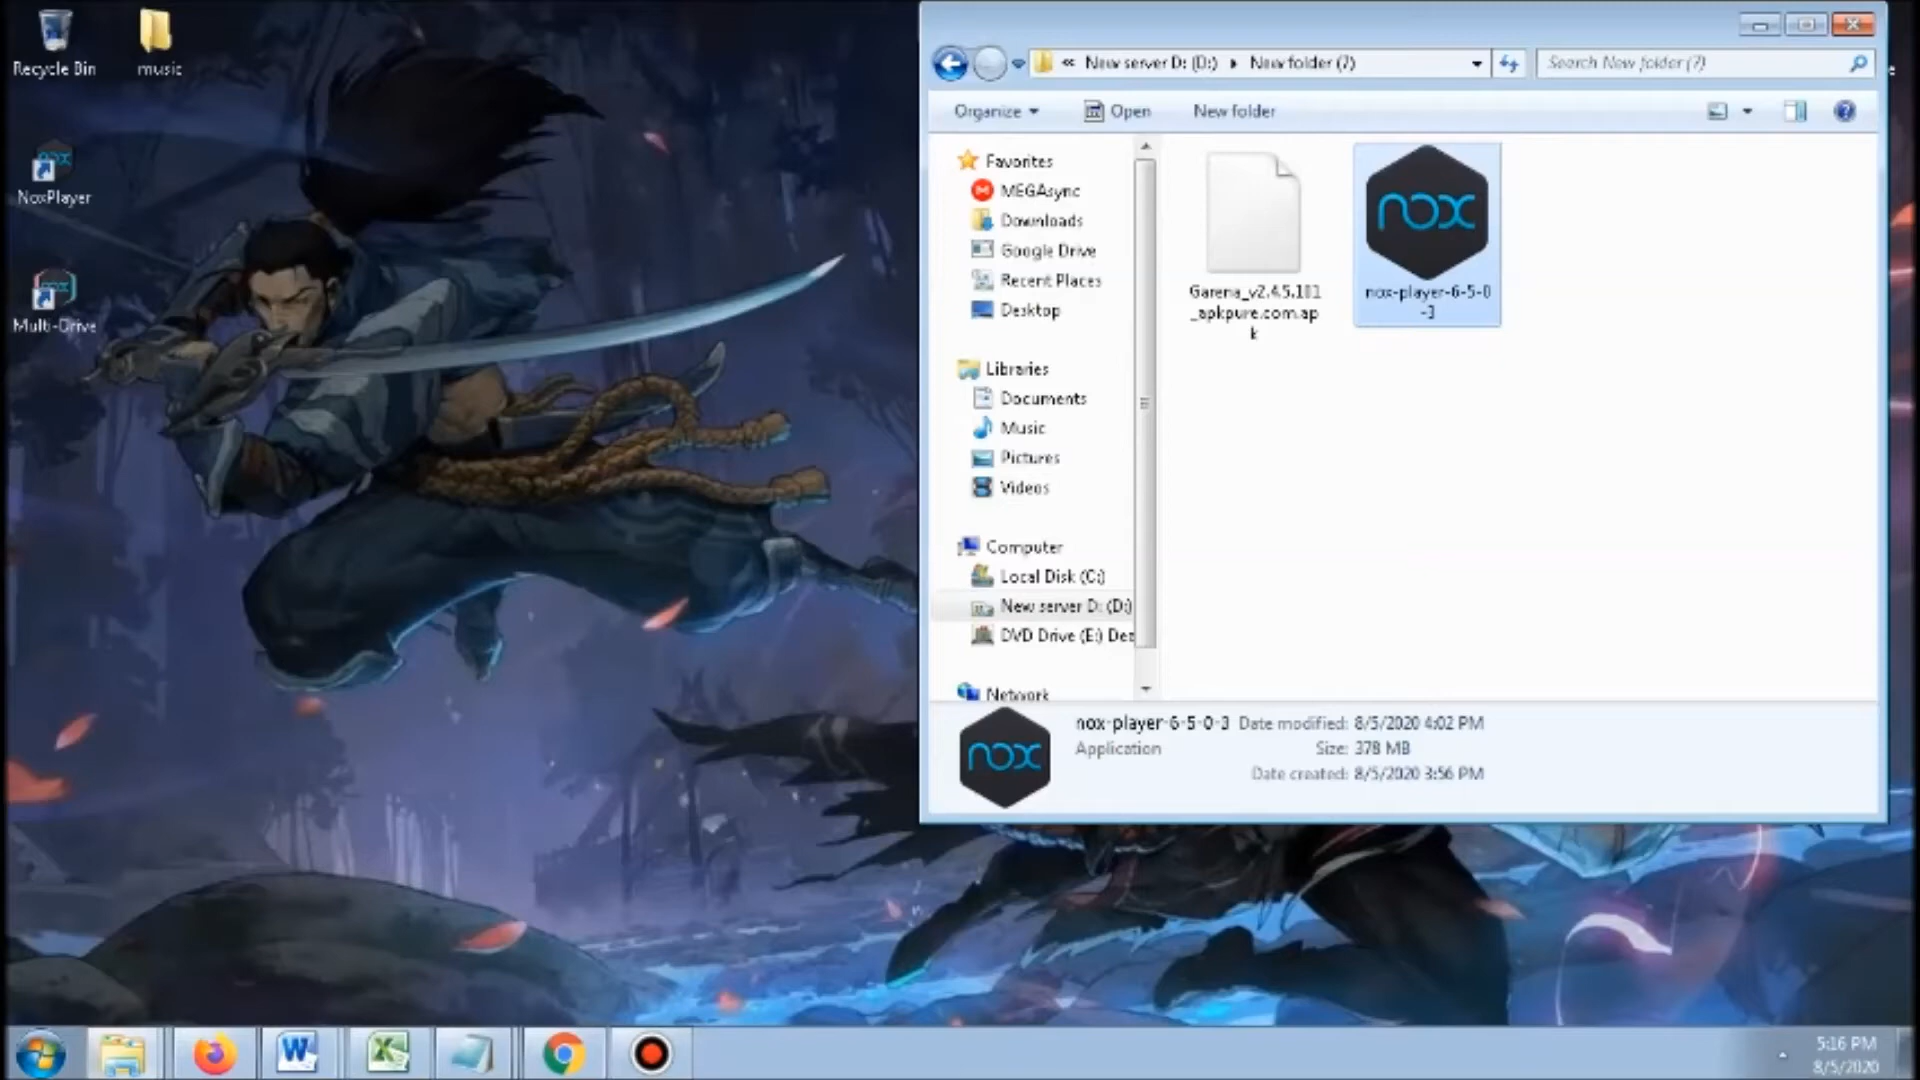 Recycle Bin
music
NoxPlayer
Multi-Drive
« New server D: (D:) ▸ New folder (7)
Search New folder (7)
Organize
Open
New folder
Favorites
MEGAsync
Downloads
Google Drive
Recent Places
Desktop
Libraries
Documents
Music
Pictures
Videos
Computer
Local Disk (C:)
New server D: (D:)
DVD Drive (E:) Des
Network
Garena_v2.4.5.101
_apkpure.com.ap
k
nox
nox-player-6-5-0
-3
nox
nox-player-6-5-0-3 Date modified: 8/5/2020 4:02 PM
Application Size: 378 MB
Date created: 8/5/2020 3:56 PM
5:16 PM
8/5/2020